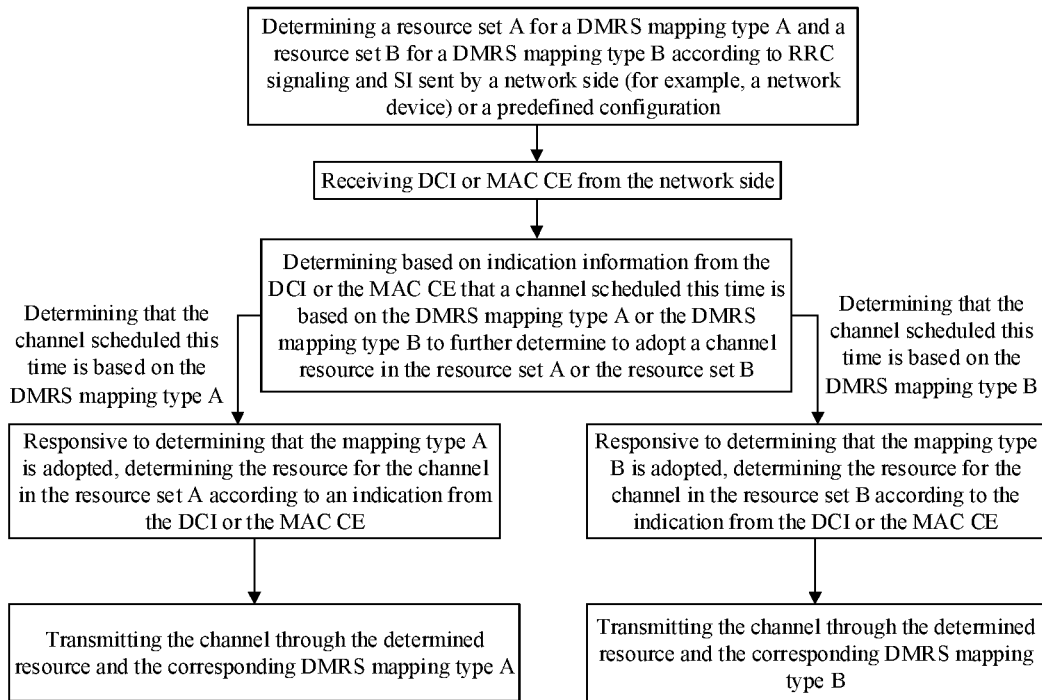 Determining a resource set A for a DMRS mapping type A and a
resource set B for a DMRS mapping type B according to RRC
signaling and SI sent by a network side (for example, a network
device) or a predefined configuration
Receiving DCI or MAC CE from the network side
Determining based on indication information from the
DCI or the MAC CE that a channel scheduled this time is
based on the DMRS mapping type A or the DMRS
mapping type B to further determine to adopt a channel
resource in the resource set A or the resource set B
Determining that the
channel scheduled this
time is based on the
DMRS mapping type A
Determining that the
channel scheduled this
time is based on the
DMRS mapping type B
Responsive to determining that the mapping type A
is adopted, determining the resource for the channel
in the resource set A according to an indication from
the DCI or the MAC CE
Responsive to determining that the mapping type
B is adopted, determining the resource for the
channel in the resource set B according to the
indication from the DCI or the MAC CE
Transmitting the channel through the determined
resource and the corresponding DMRS mapping type A
Transmitting the channel through the determined
resource and the corresponding DMRS mapping
type B